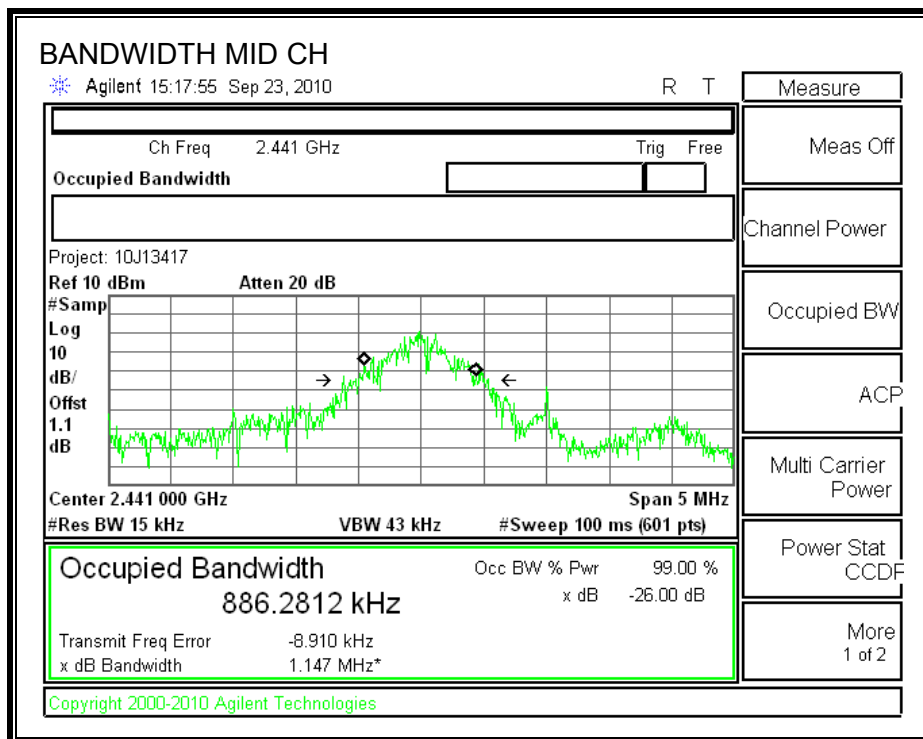 BANDWIDTH MID CH
Agilent 15:17:55 Sep 23, 2010 R T
Measure
Ch Freq 2.441 GHz Trig Free
Meas Off
Occupied Bandwidth
Channel Power
Project: 10J13417
Ref 10 dBm Atten 20 dB
#Samp
Log
10
dB/
Offst
1.1
dB
Occupied BW
ACP
Multi Carrier
Power
Center 2.441 000 GHz Span 5 MHz
#Res BW 15 kHz VBW 43 kHz #Sweep 100 ms (601 pts)
Power Stat
CCDF
Occupied Bandwidth Occ BW % Pwr 99.00 %
886.2812 kHz x dB -26.00 dB
Transmit Freq Error -8.910 kHz
x dB Bandwidth 1.147 MHz*
More
1 of 2
Copyright 2000-2010 Agilent Technologies